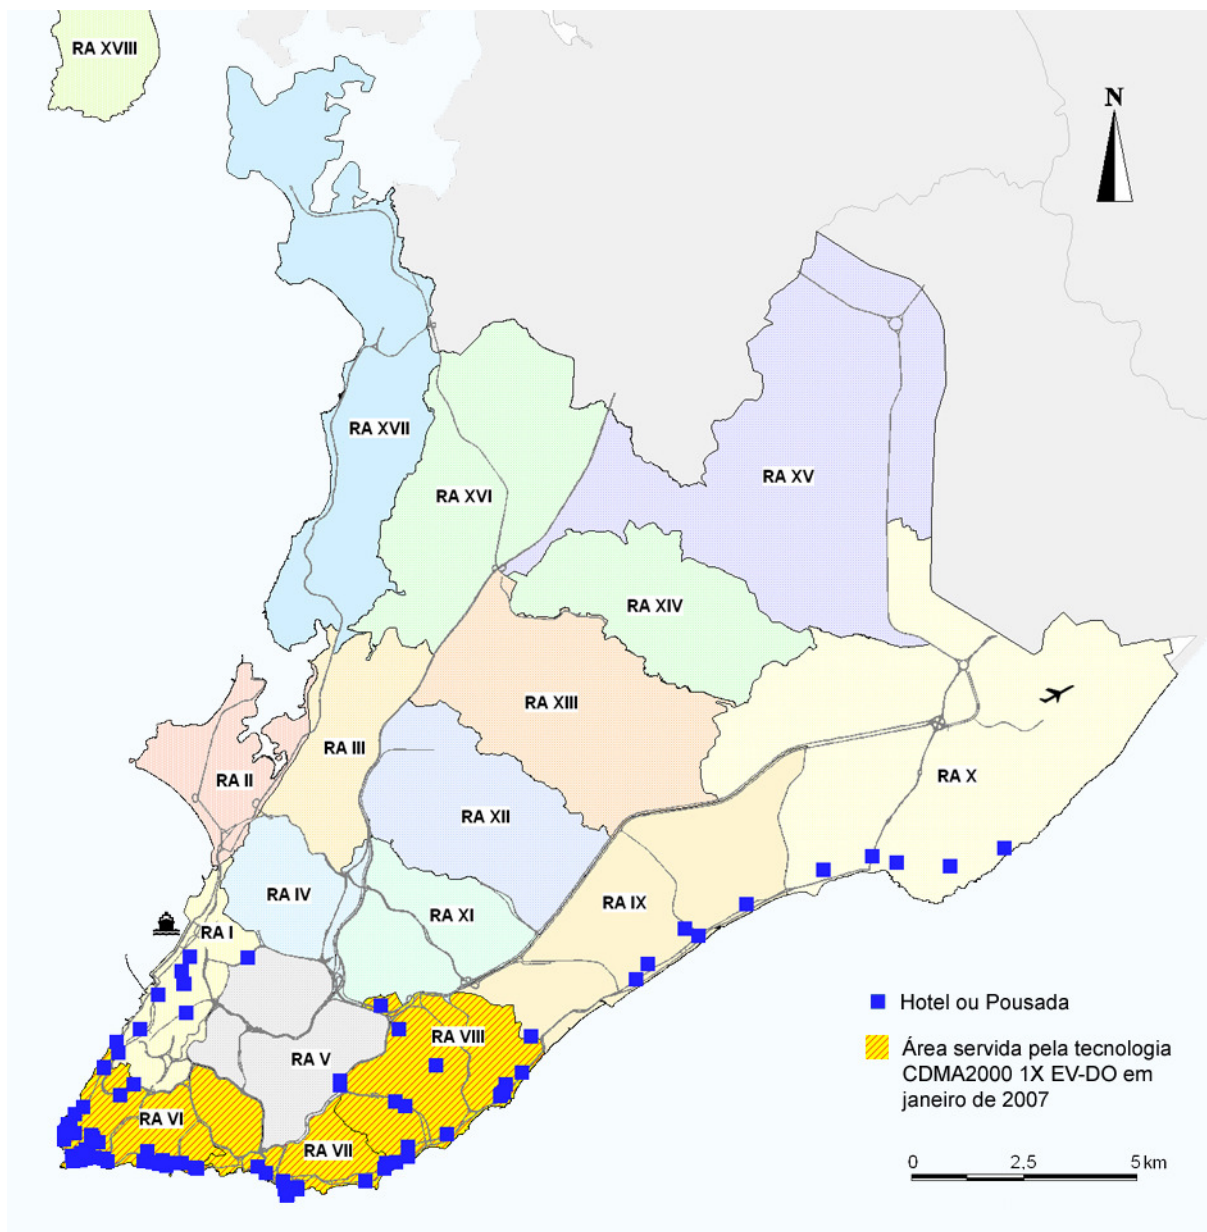 RA XVIII
N
RA XVII
RA XV
RA XVI
RA XIV
RA XIII
RA III
RA II
RA X
RA XII
RA IV
RA IX
RA XI
RA I
Hotel ou Pousada
RA VIII
RA V
Área servida pela tecnologia
CDMA2000 1X EV-DO em
janeiro de 2007
RA VI
RA VII
0 2,5 5 km